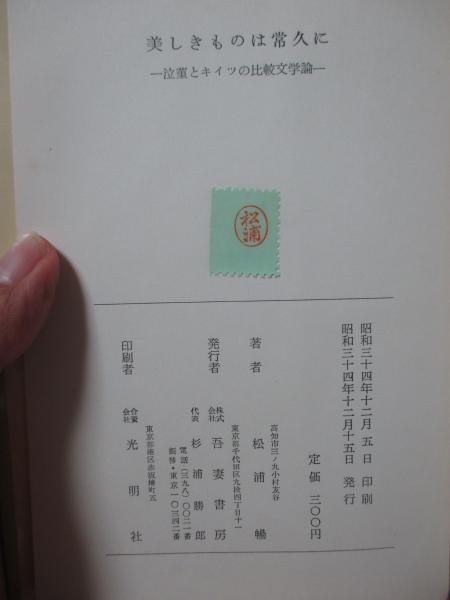 美しきものは常久に
―泣菫とキイツの比較文学論―
松浦
昭和三十四年十二月五日 印刷
昭和三十四年十二月十五日 発行
定価 三〇〇円
高知市三ノ丸小村友谷
著者 松浦暢
東京都千代田区九段四丁目十一
発行者 株式会社 吾妻書房
代表 杉浦勝郎
電話(三九八)〇〇二一番
振替・東京一〇三四二番
東京都港区赤坂檜町五
印刷者 合資会社 光明社